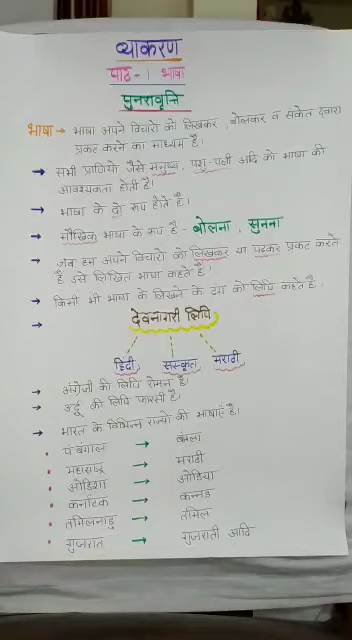 व्याकरण
पाठ-1 भाषा
पुनरावृत्ति
भाषा → भाषा अपने विचारो को लिखकर, बोलकर व संकेत द्वारा
प्रकट करने का माध्यम है।
→ सभी प्राणियो जैसे मनुष्य, पशु-पक्षी आदि को भाषा की
आवश्यकता होती है।
→ भाषा के दो रूप होते है।
→ मौखिक भाषा के रूप है - बोलना, सुनना
→ जब हम अपने विचारो को लिखकर या पढकर प्रकट करते
है उसे लिखित भाषा कहते है।
→ किसी भी भाषा के लिखने के ढंग को लिपि कहते है।
→
देवनागरी लिपि
हिंदी संस्कृत मराठी
→ अंग्रेजी की लिपि रोमन है।
→ उर्दू की लिपि फारसी है।
→ भारत के विभिन्न राज्यो की भाषाएँ है।
• पं बंगाल → बंगला
• महाराष्ट्र → मराठी
• ओडिशा → ओडिया
• कर्नाटक → कन्नड
• तमिलनाडु → तमिल
• गुजरात → गुजराती आदि